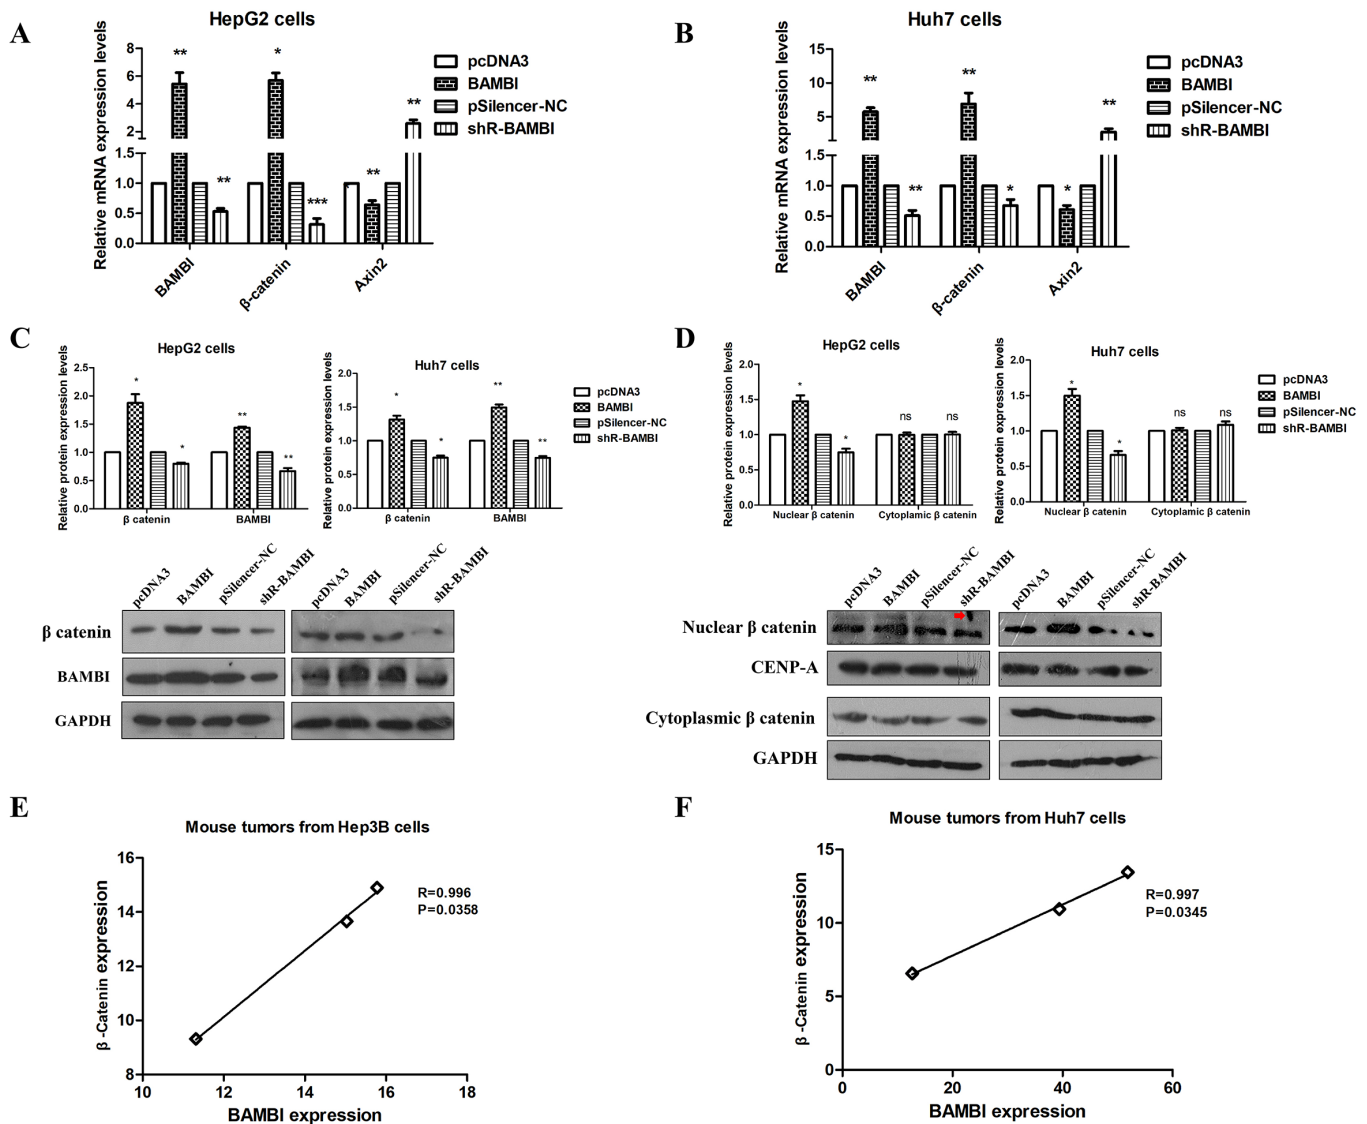 A
HepG2 cells
Relative mRNA expression levels
8
6
4
2
1.5
1.0
0.5
0.0
**
**
*
***
**
**
BAMBI
β-catenin
Axin2
pcDNA3
BAMBI
pSilencer-NC
shR-BAMBI
B
Huh7 cells
Relative mRNA expression levels
15
10
5
1.5
1.0
0.5
0.0
**
**
**
*
*
**
BAMBI
β-catenin
Axin2
pcDNA3
BAMBI
pSilencer-NC
shR-BAMBI
C
HepG2 cells
Relative protein expression levels
2.5
2.0
1.5
1.0
0.5
0.0
*
*
**
**
β catenin
BAMBI
Huh7 cells
Relative protein expression levels
2.0
1.5
1.0
0.5
0.0
*
*
**
**
β catenin
BAMBI
pcDNA3
BAMBI
pSilencer-NC
shR-BAMBI
pcDNA3
BAMBI
pSilencer-NC
shR-BAMBI
pcDNA3
BAMBI
pSilencer-NC
shR-BAMBI
β catenin
BAMBI
GAPDH
D
HepG2 cells
Relative protein expression levels
2.0
1.5
1.0
0.5
0.0
*
*
ns
ns
Nuclear β catenin
Cytoplamic β catenin
Huh7 cells
Relative protein expression levels
2.0
1.5
1.0
0.5
0.0
*
*
ns
ns
Nuclear β catenin
Cytoplamic β catenin
pcDNA3
BAMBI
pSilencer-NC
shR-BAMBI
pcDNA3
BAMBI
pSilencer-NC
shR-BAMBI
pcDNA3
BAMBI
pSilencer-NC
shR-BAMBI
Nuclear β catenin
CENP-A
Cytoplasmic β catenin
GAPDH
E
Mouse tumors from Hep3B cells
β -Catenin expression
16
14
12
10
8
10
12
14
16
18
R=0.996
P=0.0358
BAMBI expression
F
Mouse tumors from Huh7 cells
β -Catenin expression
15
10
5
0
0
20
40
60
R=0.997
P=0.0345
BAMBI expression